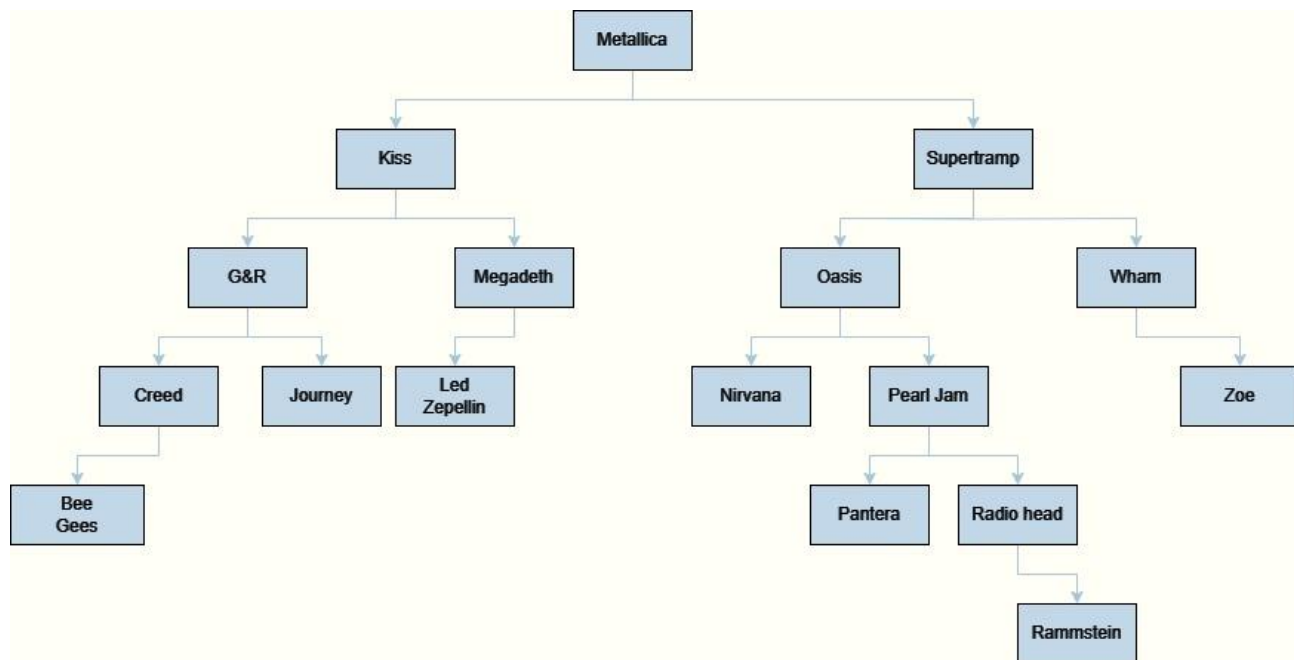 Metallica
Kiss
Supertramp
G&R
Megadeth
Oasis
Wham
Creed
Journey
Led
Zepellin
Nirvana
Pearl Jam
Zoe
Bee
Gees
Pantera
Radio head
Rammstein